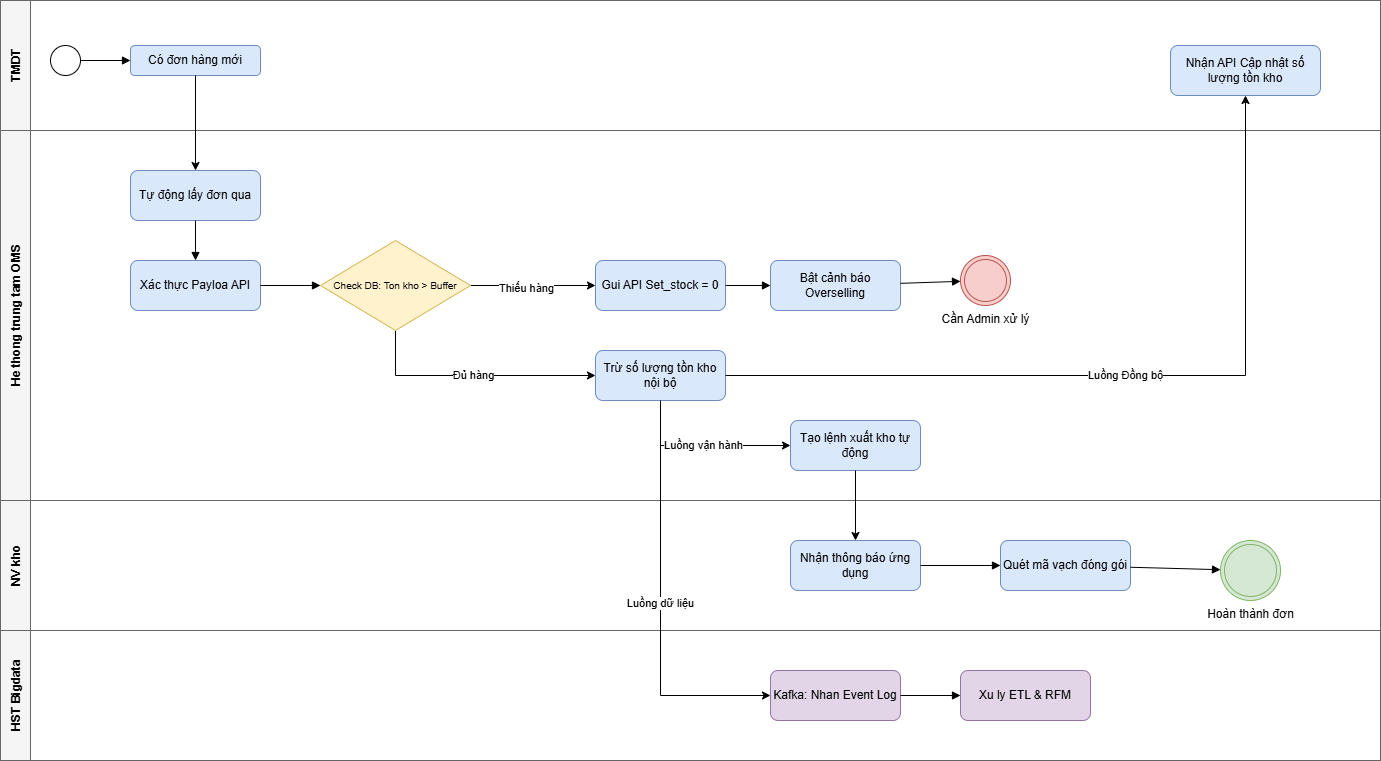 TMDT
Có đơn hàng mới
Nhận API Cập nhật số
lượng tồn kho
He thong trung tam OMS
Tự động lấy đơn qua
Xác thực Payloa API
Check DB: Ton kho > Buffer
Thiếu hàng
Gui API Set_stock = 0
Bật cảnh báo
Overselling
Cần Admin xử lý
Đủ hàng
Trừ số lượng tồn kho
nội bộ
Luồng Đồng bộ
Luồng vận hành
Tạo lệnh xuất kho tự
động
NV kho
Nhận thông báo ứng
dụng
Quét mã vạch đóng gói
Hoàn thành đơn
Luồng dữ liệu
HST Bigdata
Kafka: Nhan Event Log
Xu ly ETL & RFM